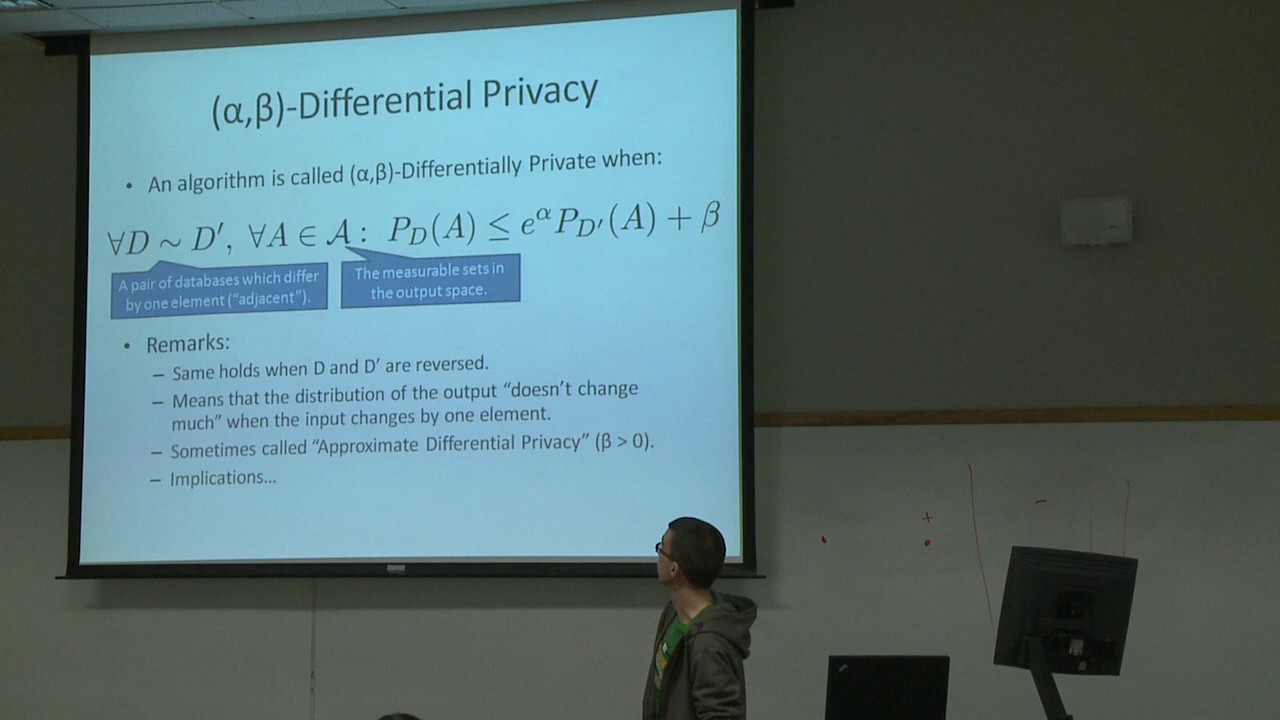 (α,β)-Differential Privacy
• An algorithm is called (α,β)-Differentially Private when:
∀D ∼ D′, ∀A ∈ 𝒜 : P_D(A) ≤ e^α P_{D′}(A) + β
A pair of databases which differ
by one element ("adjacent").
The measurable sets in
the output space.
• Remarks:
– Same holds when D and D' are reversed.
– Means that the distribution of the output "doesn't change
much" when the input changes by one element.
– Sometimes called "Approximate Differential Privacy" (β > 0).
– Implications…
+
-